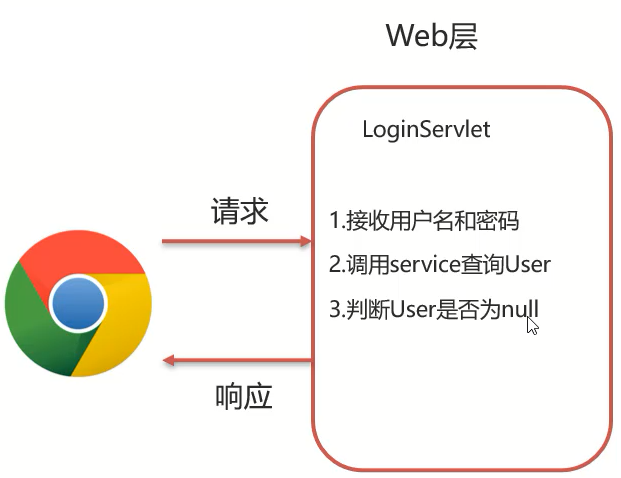 Web层
LoginServlet
请求
1.接收用户名和密码
2.调用service查询User
3.判断User是否为null
响应